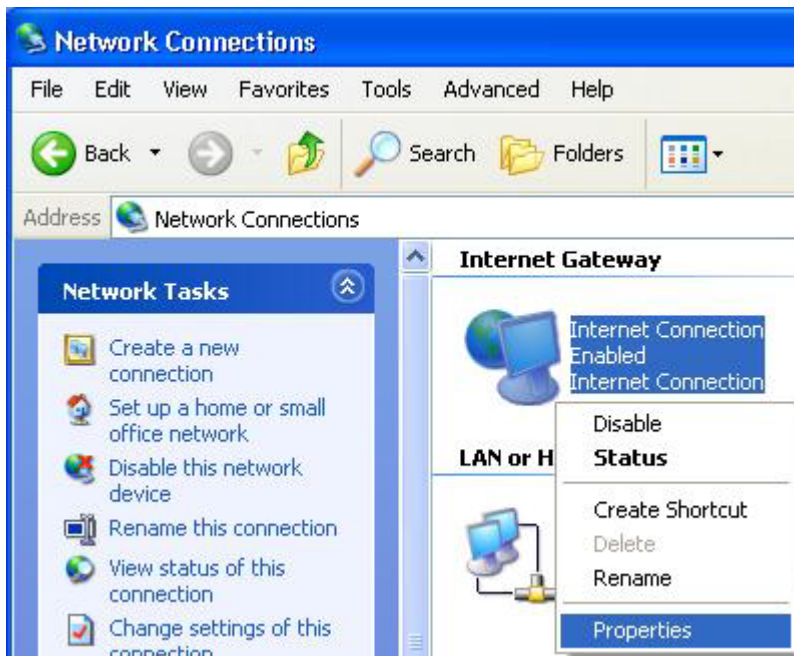 Network Connections
File Edit View Favorites Tools Advanced Help
Back Search Folders
Address Network Connections
Network Tasks
Create a new
connection
Set up a home or small
office network
Disable this network
device
Rename this connection
View status of this
connection
Change settings of this
connection
Internet Gateway
Internet Connection
Enabled
Internet Connection
LAN or H
Disable
Status
Create Shortcut
Delete
Rename
Properties